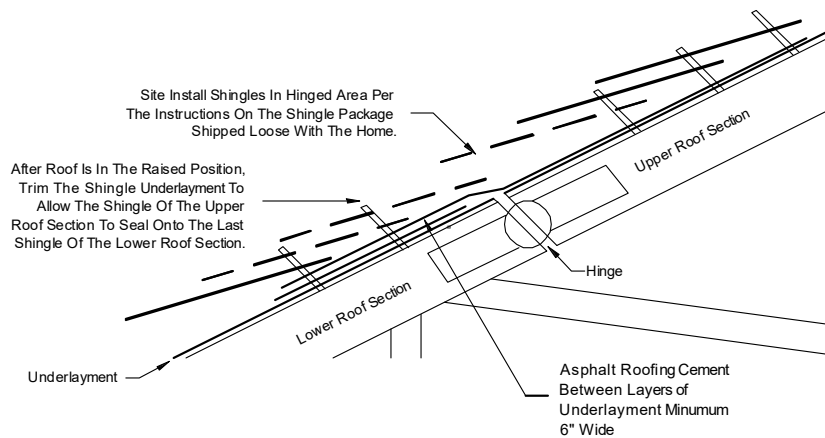 Site Install Shingles In Hinged Area Per
The Instructions On The Shingle Package
Shipped Loose With The Home.
After Roof Is In The Raised Position,
Trim The Shingle Underlayment To
Allow The Shingle Of The Upper
Roof Section To Seal Onto The Last
Shingle Of The Lower Roof Section.
Upper Roof Section
Hinge
Lower Roof Section
Underlayment
Asphalt Roofing Cement
Between Layers of
Underlayment Minumum
6" Wide